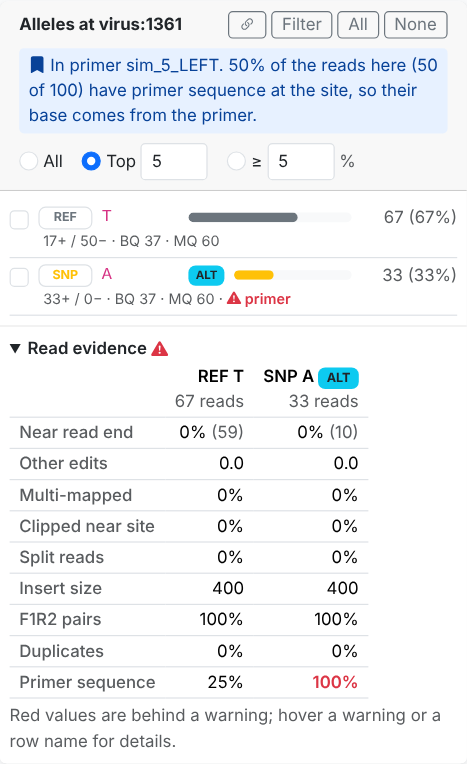 Alleles at virus:1361 Filter All None
In primer sim_5_LEFT. 50% of the reads here (50
of 100) have primer sequence at the site, so their
base comes from the primer.
All Top 5 ≥ 5 %
REF T 67 (67%)
17+ / 50− · BQ 37 · MQ 60
SNP A ALT 33 (33%)
33+ / 0− · BQ 37 · MQ 60 · primer
▼ Read evidence
REF T SNP A ALT
67 reads 33 reads
Near read end 0% (59) 0% (10)
Other edits 0.0 0.0
Multi-mapped 0% 0%
Clipped near site 0% 0%
Split reads 0% 0%
Insert size 400 400
F1R2 pairs 100% 100%
Duplicates 0% 0%
Primer sequence 25% 100%
Red values are behind a warning; hover a warning or a
row name for details.